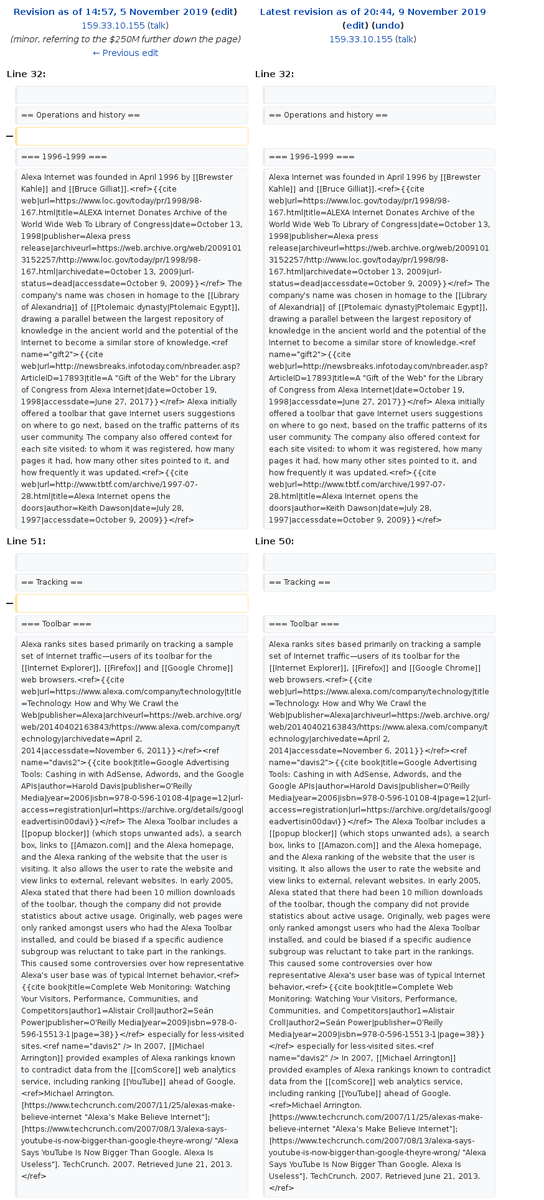 Revision as of 14:57, 5 November 2019 (edit)
159.33.10.155 (talk)
(minor, referring to the $250M further down the page)
← Previous edit
Latest revision as of 20:44, 9 November 2019
(edit) (undo)
159.33.10.155 (talk)
Line 32:
Line 32:
== Operations and history ==
== Operations and history ==
−
=== 1996–1999 ===
=== 1996–1999 ===
Alexa Internet was founded in April 1996 by [[Brewster
Kahle]] and [[Bruce Gilliat]].<ref>{{cite
web|url=https://www.loc.gov/today/pr/1998/98-
167.html|title=ALEXA Internet Donates Archive of the
World Wide Web To Library of Congress|date=October 13,
1998|publisher=Alexa press
release|archiveurl=https://web.archive.org/web/2009101
3152257/http://www.loc.gov/today/pr/1998/98-
167.html|archivedate=October 13, 2009|url-
status=dead|accessdate=October 9, 2009}}</ref> The
company's name was chosen in homage to the [[Library
of Alexandria]] of [[Ptolemaic dynasty|Ptolemaic Egypt]],
drawing a parallel between the largest repository of
knowledge in the ancient world and the potential of the
Internet to become a similar store of knowledge.<ref
name="gift2">{{cite
web|url=http://newsbreaks.infotoday.com/nbreader.asp?
ArticleID=17893|title=A "Gift of the Web" for the Library
of Congress from Alexa Internet|date=October 19,
1998|accessdate=June 27, 2017}}</ref> Alexa initially
offered a toolbar that gave Internet users suggestions
on where to go next, based on the traffic patterns of its
user community. The company also offered context for
each site visited: to whom it was registered, how many
pages it had, how many other sites pointed to it, and
how frequently it was updated.<ref>{{cite
web|url=http://www.tbtf.com/archive/1997-07-
28.html|title=Alexa Internet opens the
doors|author=Keith Dawson|date=July 28,
1997|accessdate=October 9, 2009}}</ref>
Alexa Internet was founded in April 1996 by [[Brewster
Kahle]] and [[Bruce Gilliat]].<ref>{{cite
web|url=https://www.loc.gov/today/pr/1998/98-
167.html|title=ALEXA Internet Donates Archive of the
World Wide Web To Library of Congress|date=October 13,
1998|publisher=Alexa press
release|archiveurl=https://web.archive.org/web/2009101
3152257/http://www.loc.gov/today/pr/1998/98-
167.html|archivedate=October 13, 2009|url-
status=dead|accessdate=October 9, 2009}}</ref> The
company's name was chosen in homage to the [[Library
of Alexandria]] of [[Ptolemaic dynasty|Ptolemaic Egypt]],
drawing a parallel between the largest repository of
knowledge in the ancient world and the potential of the
Internet to become a similar store of knowledge.<ref
name="gift2">{{cite
web|url=http://newsbreaks.infotoday.com/nbreader.asp?
ArticleID=17893|title=A "Gift of the Web" for the Library
of Congress from Alexa Internet|date=October 19,
1998|accessdate=June 27, 2017}}</ref> Alexa initially
offered a toolbar that gave Internet users suggestions
on where to go next, based on the traffic patterns of its
user community. The company also offered context for
each site visited: to whom it was registered, how many
pages it had, how many other sites pointed to it, and
how frequently it was updated.<ref>{{cite
web|url=http://www.tbtf.com/archive/1997-07-
28.html|title=Alexa Internet opens the
doors|author=Keith Dawson|date=July 28,
1997|accessdate=October 9, 2009}}</ref>
Line 51:
Line 50:
== Tracking ==
== Tracking ==
−
=== Toolbar ===
=== Toolbar ===
Alexa ranks sites based primarily on tracking a sample
set of Internet traffic—users of its toolbar for the
[[Internet Explorer]], [[Firefox]] and [[Google Chrome]]
web browsers.<ref>{{cite
web|url=https://www.alexa.com/company/technology|title
=Technology: How and Why We Crawl the
Web|publisher=Alexa|archiveurl=https://web.archive.org/
web/20140402163843/https://www.alexa.com/company/t
echnology|archivedate=April 2,
2014|accessdate=November 6, 2011}}</ref><ref
name="davis2">{{cite book|title=Google Advertising
Tools: Cashing in with AdSense, Adwords, and the Google
APIs|author=Harold Davis|publisher=O'Reilly
Media|year=2006|isbn=978-0-596-10108-4|page=12|url-
access=registration|url=https://archive.org/details/googl
eadvertisin00davi}}</ref> The Alexa Toolbar includes a
[[popup blocker]] (which stops unwanted ads), a search
box, links to [[Amazon.com]] and the Alexa homepage,
and the Alexa ranking of the website that the user is
visiting. It also allows the user to rate the website and
view links to external, relevant websites. In early 2005,
Alexa stated that there had been 10 million downloads
of the toolbar, though the company did not provide
statistics about active usage. Originally, web pages were
only ranked amongst users who had the Alexa Toolbar
installed, and could be biased if a specific audience
subgroup was reluctant to take part in the rankings.
This caused some controversies over how representative
Alexa's user base was of typical Internet behavior,<ref>
{{cite book|title=Complete Web Monitoring: Watching
Your Visitors, Performance, Communities, and
Competitors|author1=Alistair Croll|author2=Seán
Power|publisher=O'Reilly Media|year=2009|isbn=978-0-
596-15513-1|page=38}}</ref> especially for less-visited
sites.<ref name="davis2" /> In 2007, [[Michael
Arrington]] provided examples of Alexa rankings known
to contradict data from the [[comScore]] web analytics
service, including ranking [[YouTube]] ahead of Google.
<ref>Michael Arrington.
[https://www.techcrunch.com/2007/11/25/alexas-make-
believe-internet "Alexa's Make Believe Internet"];
[https://www.techcrunch.com/2007/08/13/alexa-says-
youtube-is-now-bigger-than-google-theyre-wrong/ "Alexa
Says YouTube Is Now Bigger Than Google. Alexa Is
Useless"]. TechCrunch. 2007. Retrieved June 21, 2013.
</ref>
Alexa ranks sites based primarily on tracking a sample
set of Internet traffic—users of its toolbar for the
[[Internet Explorer]], [[Firefox]] and [[Google Chrome]]
web browsers.<ref>{{cite
web|url=https://www.alexa.com/company/technology|title
=Technology: How and Why We Crawl the
Web|publisher=Alexa|archiveurl=https://web.archive.org/
web/20140402163843/https://www.alexa.com/company/t
echnology|archivedate=April 2,
2014|accessdate=November 6, 2011}}</ref><ref
name="davis2">{{cite book|title=Google Advertising
Tools: Cashing in with AdSense, Adwords, and the Google
APIs|author=Harold Davis|publisher=O'Reilly
Media|year=2006|isbn=978-0-596-10108-4|page=12|url-
access=registration|url=https://archive.org/details/googl
eadvertisin00davi}}</ref> The Alexa Toolbar includes a
[[popup blocker]] (which stops unwanted ads), a search
box, links to [[Amazon.com]] and the Alexa homepage,
and the Alexa ranking of the website that the user is
visiting. It also allows the user to rate the website and
view links to external, relevant websites. In early 2005,
Alexa stated that there had been 10 million downloads
of the toolbar, though the company did not provide
statistics about active usage. Originally, web pages were
only ranked amongst users who had the Alexa Toolbar
installed, and could be biased if a specific audience
subgroup was reluctant to take part in the rankings.
This caused some controversies over how
representative Alexa's user base was of typical Internet
behavior,<ref>{{cite book|title=Complete Web
Monitoring: Watching Your Visitors, Performance,
Communities, and Competitors|author1=Alistair
Croll|author2=Seán Power|publisher=O'Reilly
Media|year=2009|isbn=978-0-596-15513-1|page=38}}
</ref> especially for less-visited sites.<ref
name="davis2" /> In 2007, [[Michael Arrington]]
provided examples of Alexa rankings known to contradict
data from the [[comScore]] web analytics service,
including ranking [[YouTube]] ahead of Google.
<ref>Michael Arrington.
[https://www.techcrunch.com/2007/11/25/alexas-make-
believe-internet "Alexa's Make Believe Internet"];
[https://www.techcrunch.com/2007/08/13/alexa-says-
youtube-is-now-bigger-than-google-theyre-wrong/ "Alexa
Says YouTube Is Now Bigger Than Google. Alexa Is
Useless"]. TechCrunch. 2007. Retrieved June 21, 2013.
</ref>